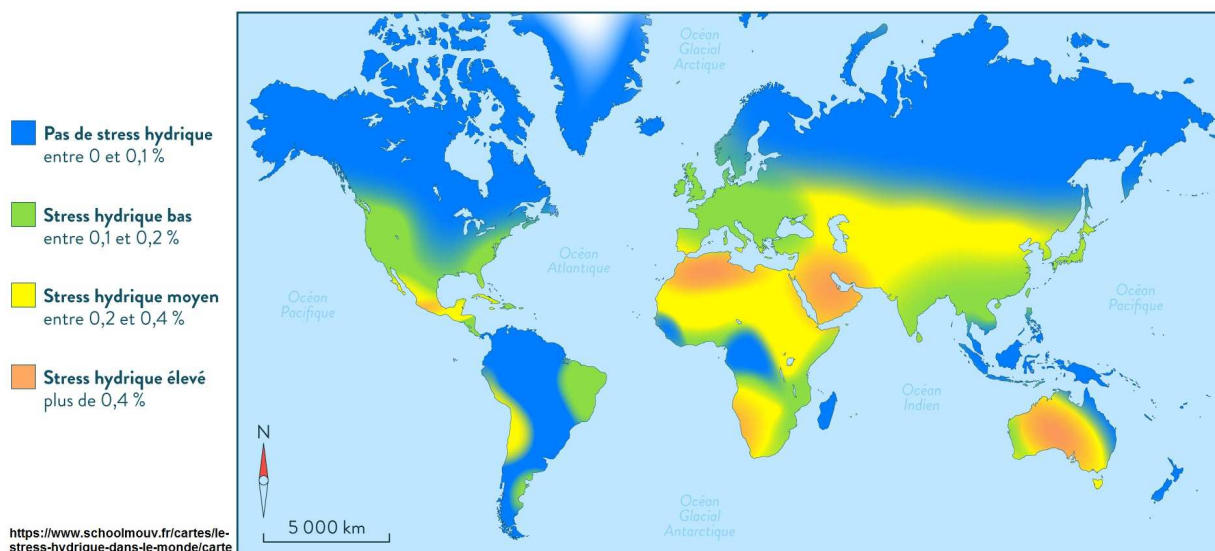 Pas de stress hydrique
entre 0 et 0,1 %
Stress hydrique bas
entre 0,1 et 0,2 %
Stress hydrique moyen
entre 0,2 et 0,4 %
Stress hydrique élevé
plus de 0,4 %
https://www.schoolmouv.fr/cartes/le-
stress-hydrique-dans-le-monde/carte
Océan
Glacial
Arctique
Océan
Atlantique
Océan
Pacifique
Océan
Pacifique
Océan
Indien
Océan
Glacial
Antarctique
N
5 000 km